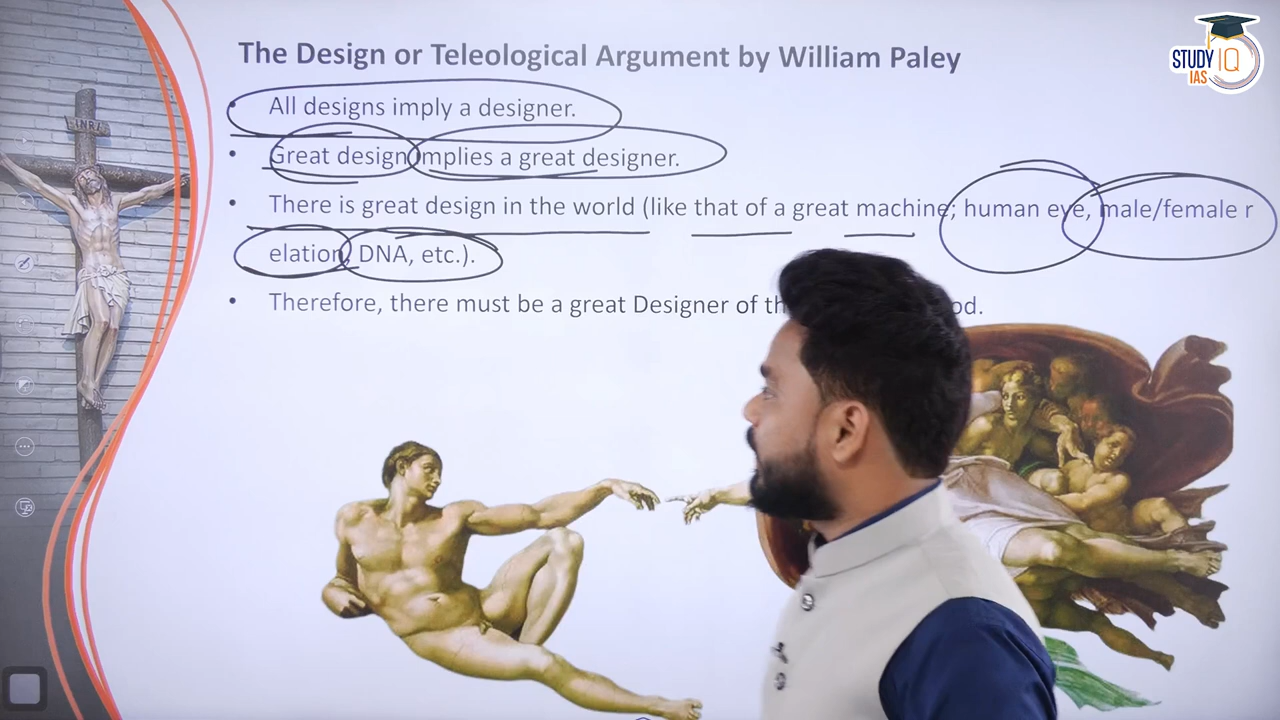 The Design or Teleological Argument by William Paley
STUDY IQ
IAS
• All designs imply a designer.
INRI
• Great design implies a great designer.
• There is great design in the world (like that of a great machine; human eye, male/female r
elation, DNA, etc.).
• Therefore, there must be a great Designer of th od.